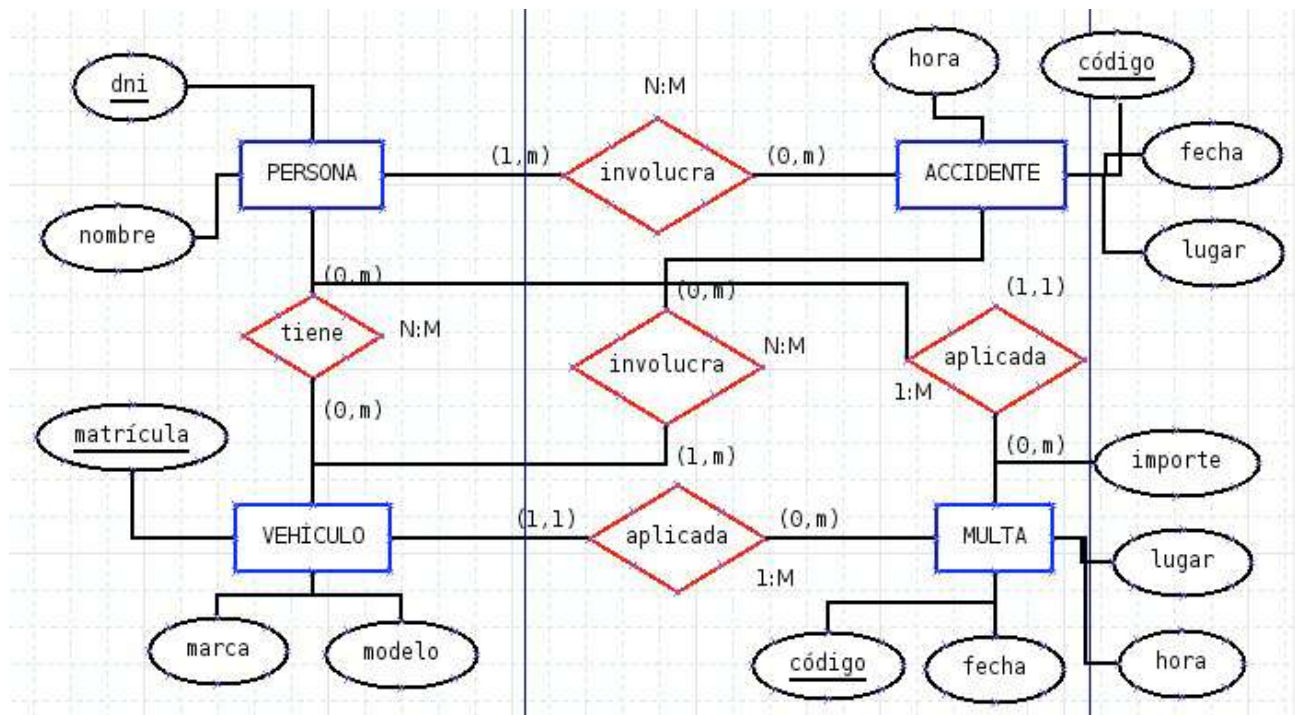 hora
código
dni
N:M
fecha
(1,m)
(0,m)
PERSONA
involucra
ACCIDENTE
nombre
lugar
(0,m)
(0,m)
(1,1)
tiene
N:M
N:M
involucra
aplicada
1:M
(0,m)
matrícula
(0,m)
(1,m)
importe
(1,1)
(0,m)
VEHÍCULO
aplicada
MULTA
lugar
1:M
marca
modelo
código
fecha
hora